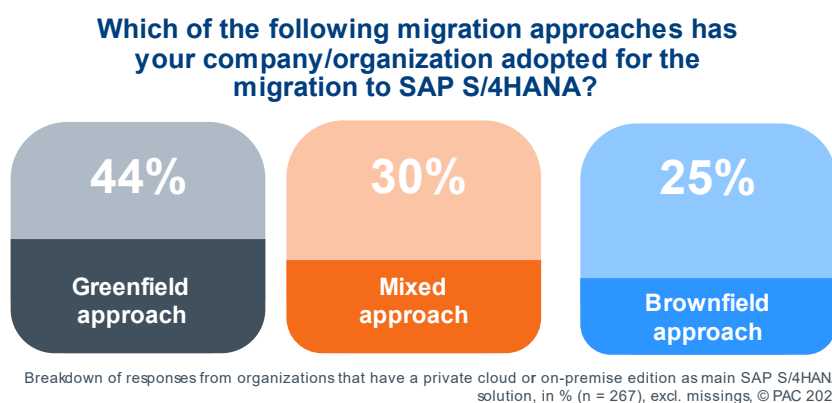 Which of the following migration approaches has
your company/organization adopted for the
migration to SAP S/4HANA?
44%
Greenfield
approach
30%
Mixed
approach
25%
Brownfield
approach
Breakdown of responses from organizations that have a private cloud or on-premise edition as main SAP S/4HAN
solution, in % (n = 267), excl. missings, © PAC 202